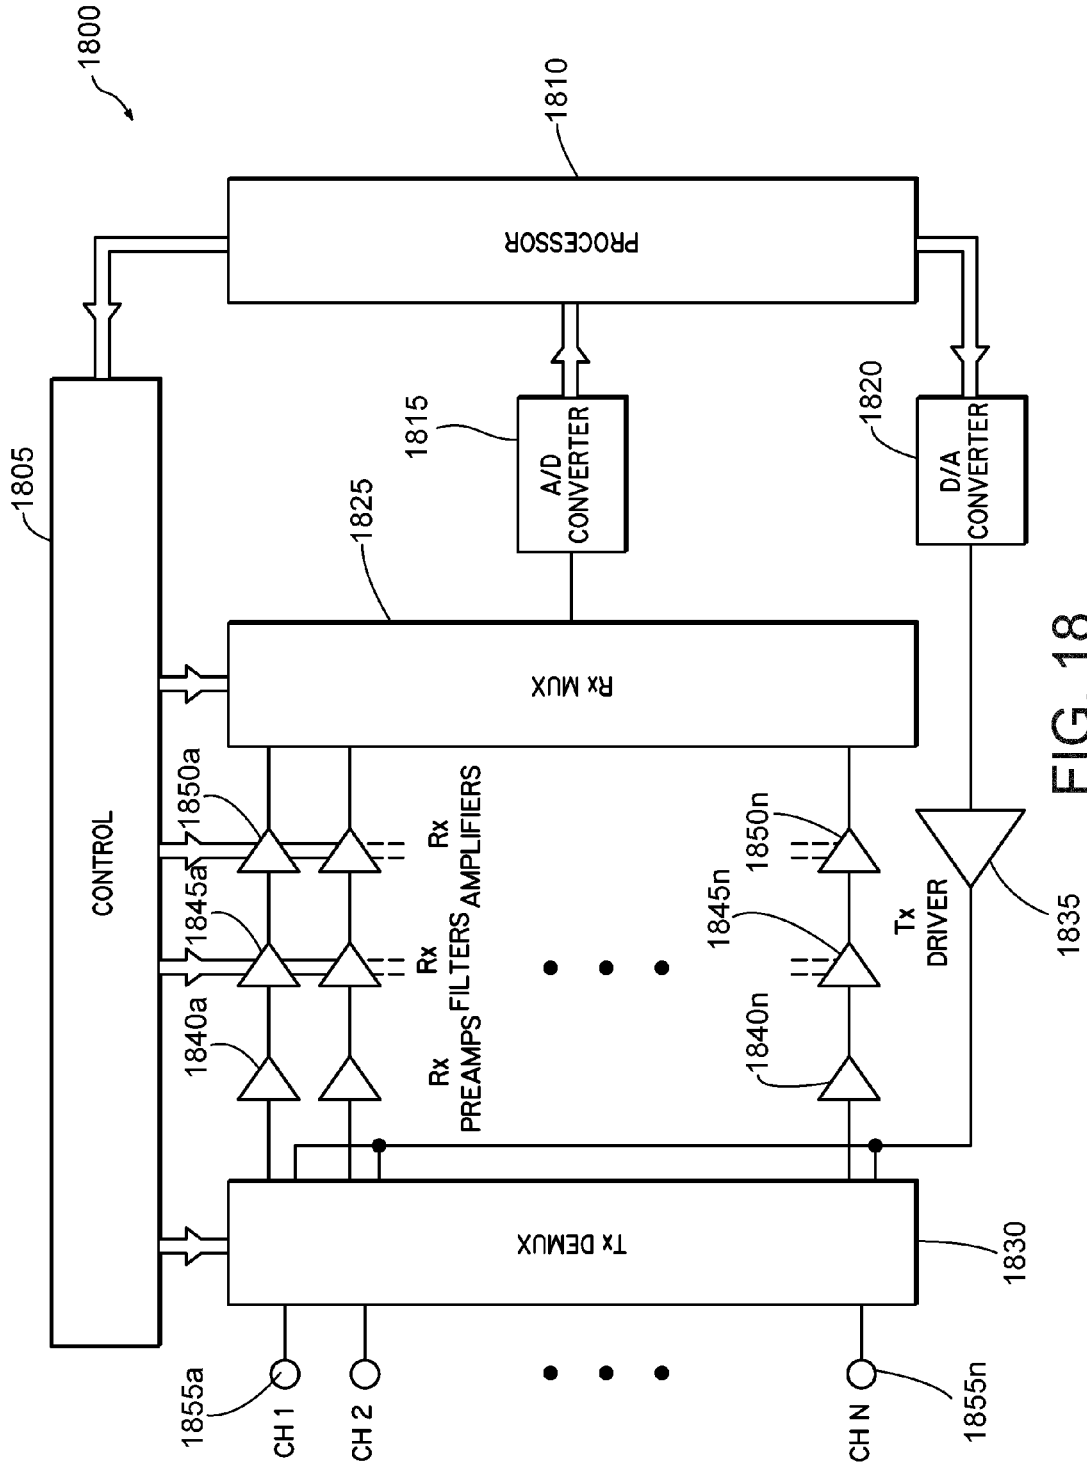 1800
1805
CONTROL
1810
PROCESSOR
1815
A/D
CONVERTER
1820
D/A
CONVERTER
1825
Rx MUX
1850a
1845a
1840a
Rx
AMPLIFIERS
Rx
FILTERS
Rx
PREAMPS
1850n
1845n
1840n
Tx
DRIVER
1835
Tx DEMUX
1830
1855a
CH 1
CH 2
CH N
1855n
FIG. 18